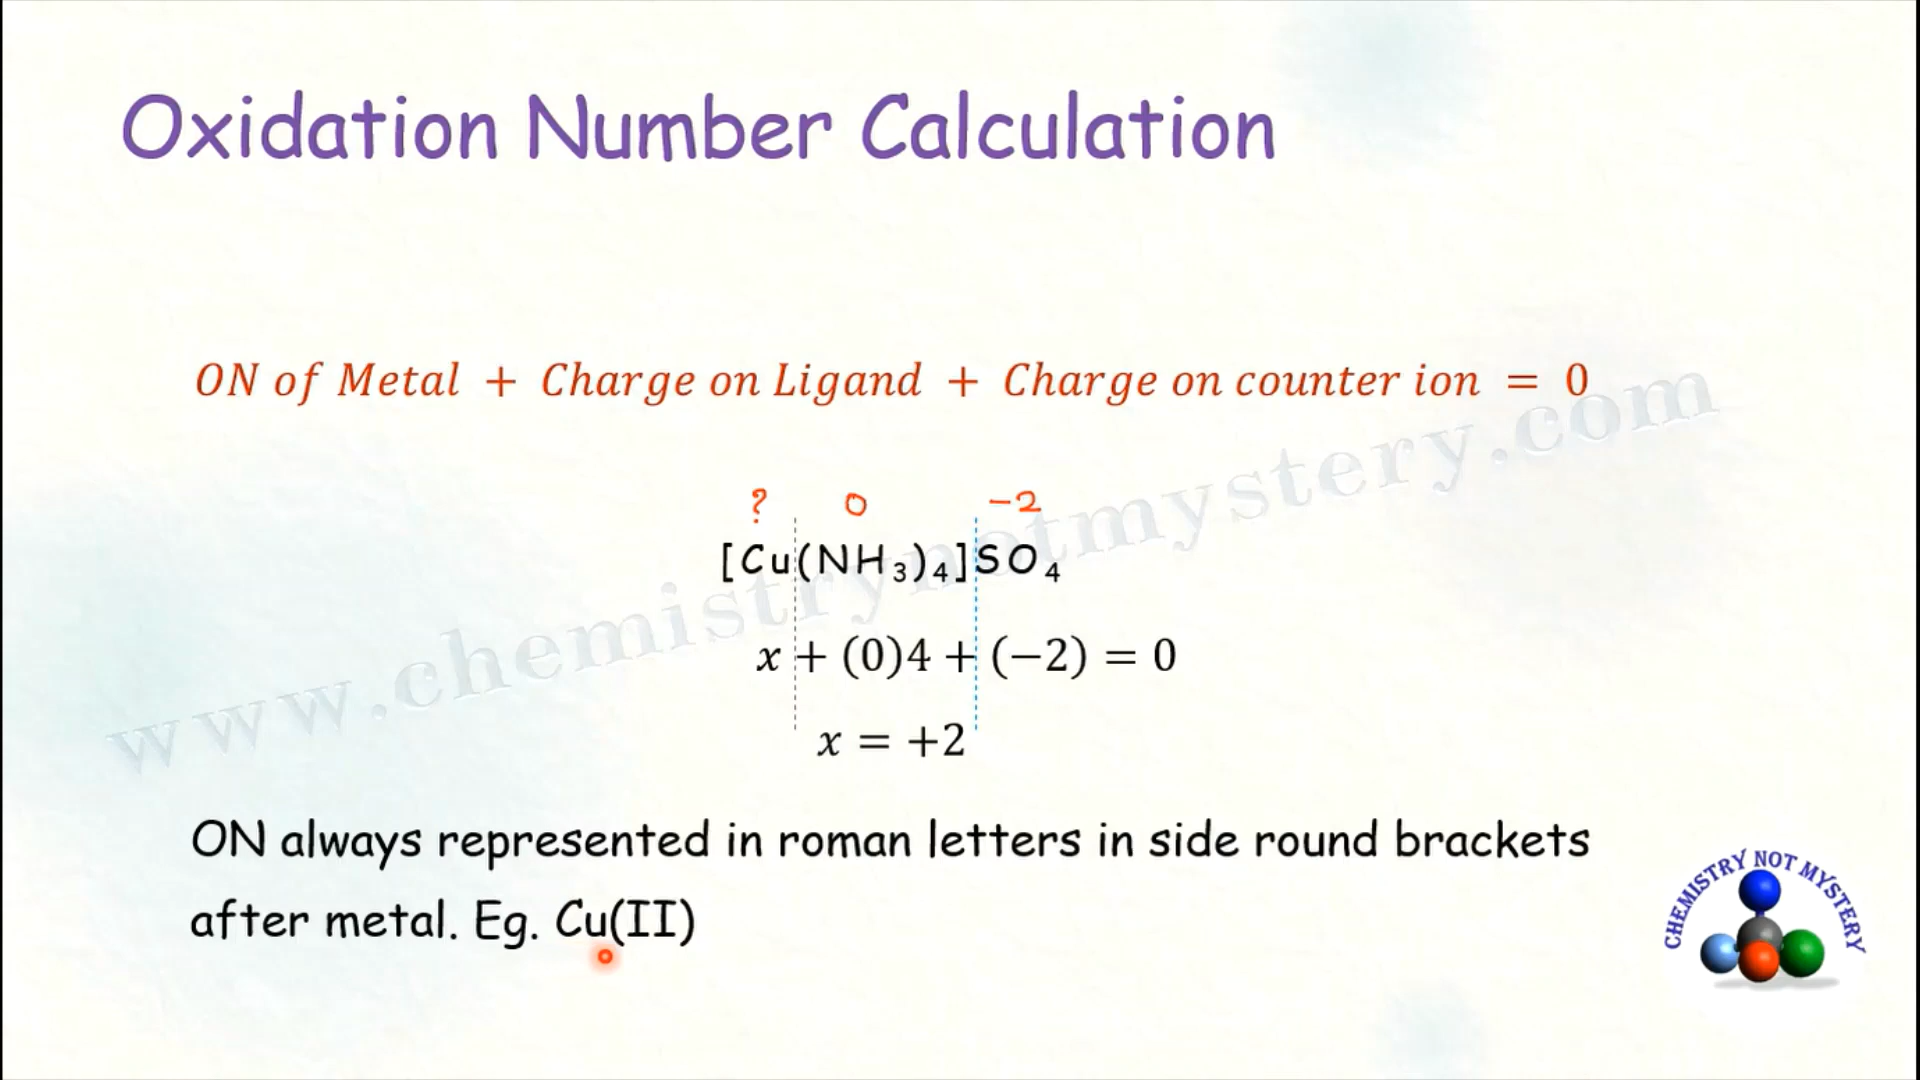 Oxidation Number Calculation
ON of Metal + Charge on Ligand + Charge on counter ion = 0
? 0 -2
[Cu(NH₃)₄]SO₄
x + (0)4 + (−2) = 0
x = +2
ON always represented in roman letters in side round brackets
after metal. Eg. Cu(II)
www.chemistrynotmystery.com
CHEMISTRY NOT MYSTERY